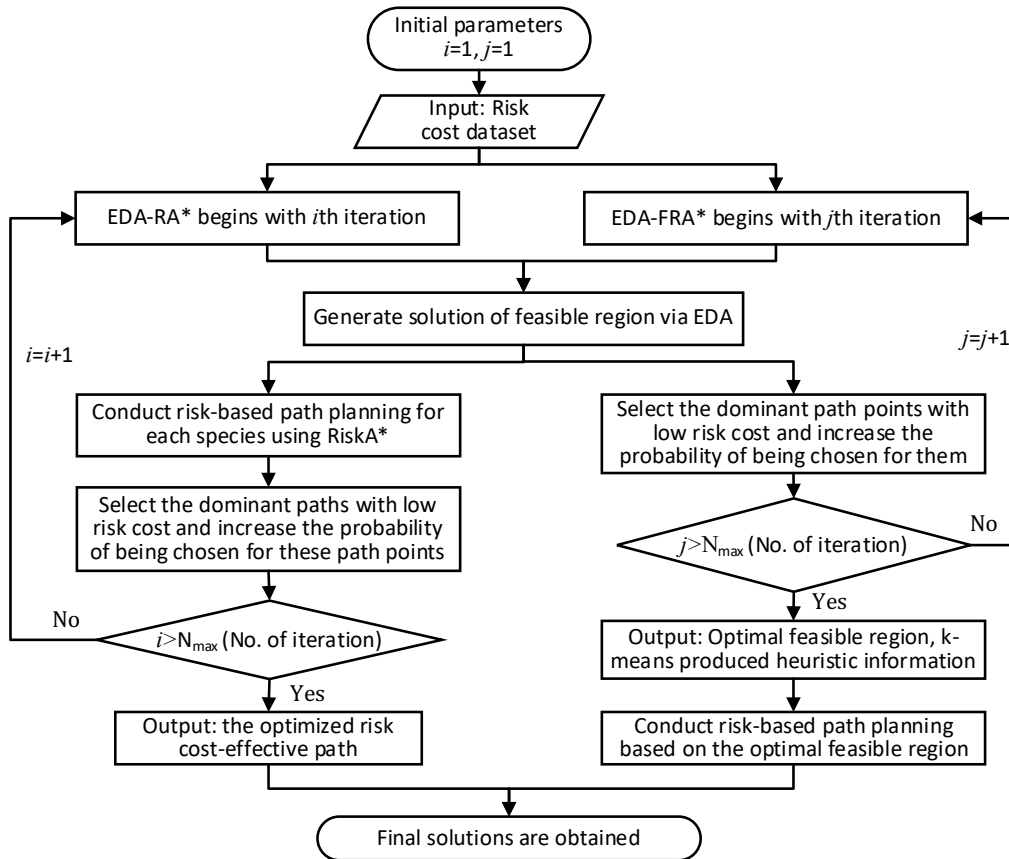 Initial parameters
i=1, j=1
Input: Risk
cost dataset
EDA-RA* begins with ith iteration
EDA-FRA* begins with jth iteration
Generate solution of feasible region via EDA
i=i+1
j=j+1
Conduct risk-based path planning for
each species using RiskA*
Select the dominant paths with low
risk cost and increase the probability
of being chosen for these path points
No
i>Nmax (No. of iteration)
Yes
Output: the optimized risk
cost-effective path
Select the dominant path points with
low risk cost and increase the
probability of being chosen for them
No
j>Nmax (No. of iteration)
Yes
Output: Optimal feasible region, k-
means produced heuristic information
Conduct risk-based path planning
based on the optimal feasible region
Final solutions are obtained